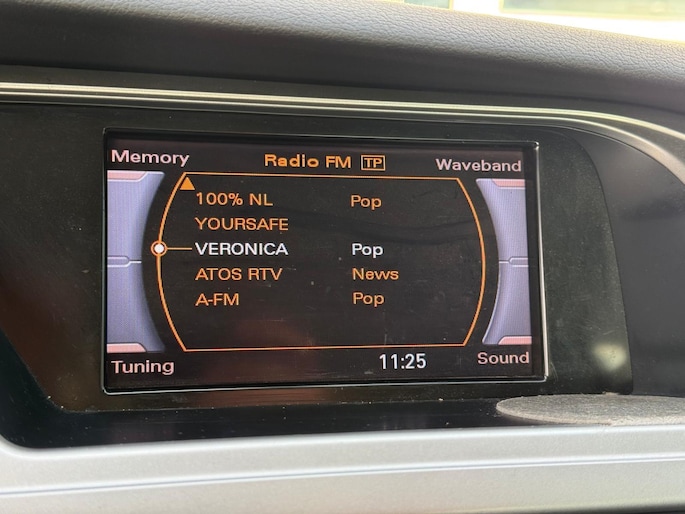 Memory Radio FM TP Waveband
100% NL Pop
YOURSAFE
VERONICA Pop
ATOS RTV News
A-FM Pop
Tuning 11:25 Sound